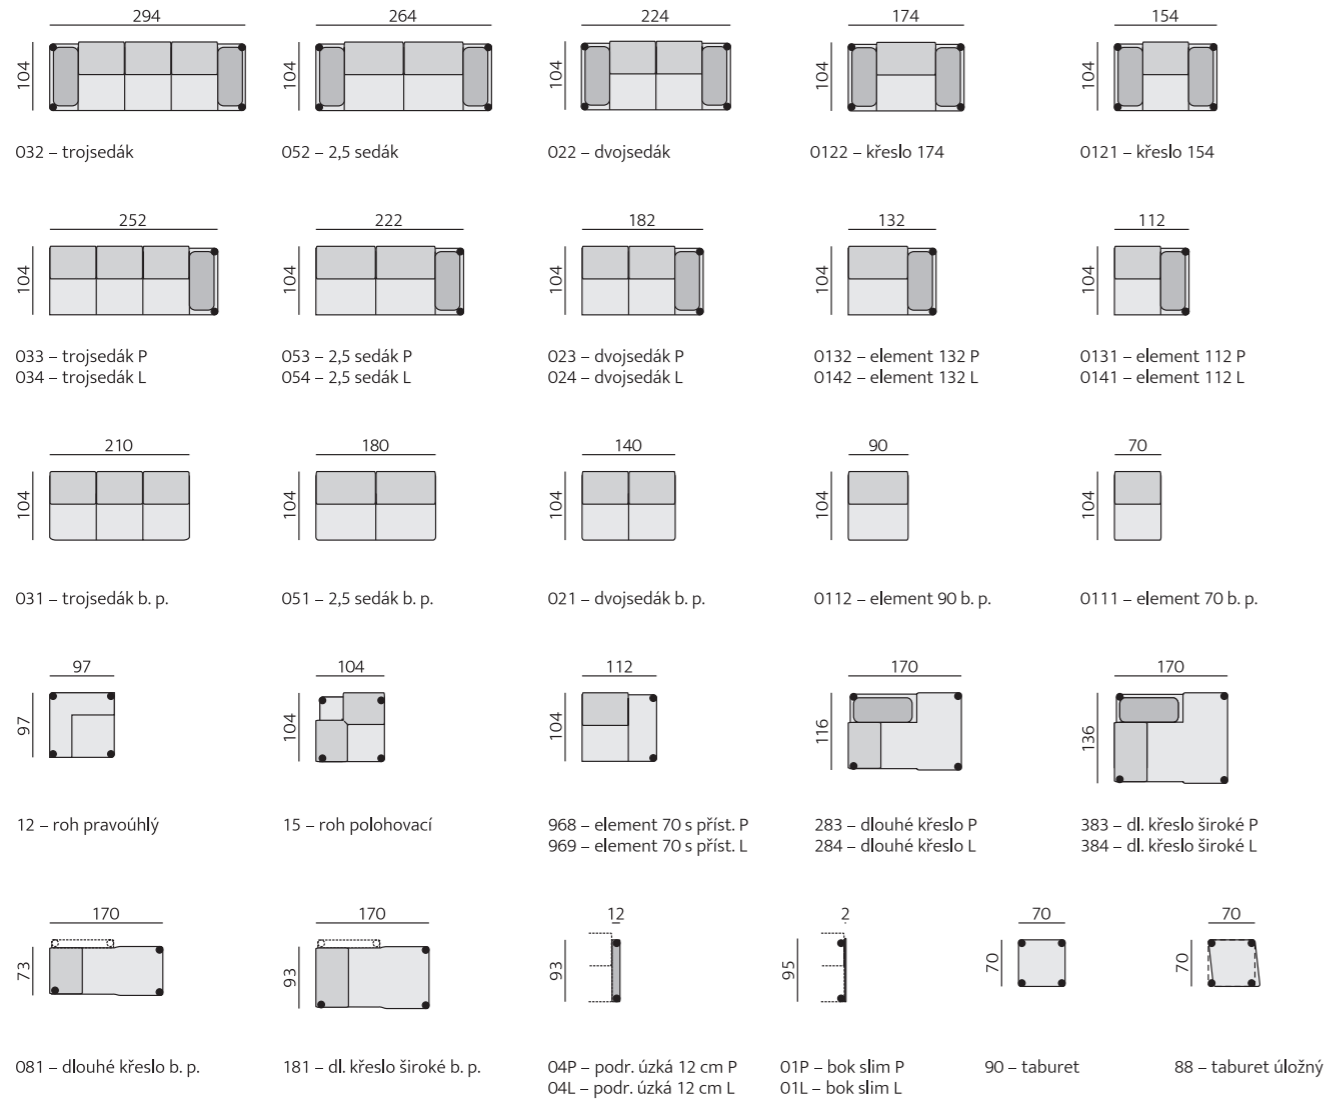 294
264
224
174
154
104
104
104
104
104
032 – trojsedák
052 – 2,5 sedák
022 – dvojsedák
0122 – křeslo 174
0121 – křeslo 154
252
222
182
132
112
104
104
104
104
104
033 – trojsedák P
034 – trojsedák L
053 – 2,5 sedák P
054 – 2,5 sedák L
023 – dvojsedák P
024 – dvojsedák L
0132 – element 132 P
0142 – element 132 L
0131 – element 112 P
0141 – element 112 L
210
180
140
90
70
104
104
104
104
104
031 – trojsedák b. p.
051 – 2,5 sedák b. p.
021 – dvojsedák b. p.
0112 – element 90 b. p.
0111 – element 70 b. p.
97
104
112
170
170
97
104
104
116
136
12 – roh pravoúhlý
15 – roh polohovací
968 – element 70 s příst. P
969 – element 70 s příst. L
283 – dlouhé křeslo P
284 – dlouhé křeslo L
383 – dl. křeslo široké P
384 – dl. křeslo široké L
170
170
12
2
70
70
73
93
93
95
70
70
081 – dlouhé křeslo b. p.
181 – dl. křeslo široké b. p.
04P – podr. úzká 12 cm P
04L – podr. úzká 12 cm L
01P – bok slim P
01L – bok slim L
90 – taburet
88 – taburet úložný